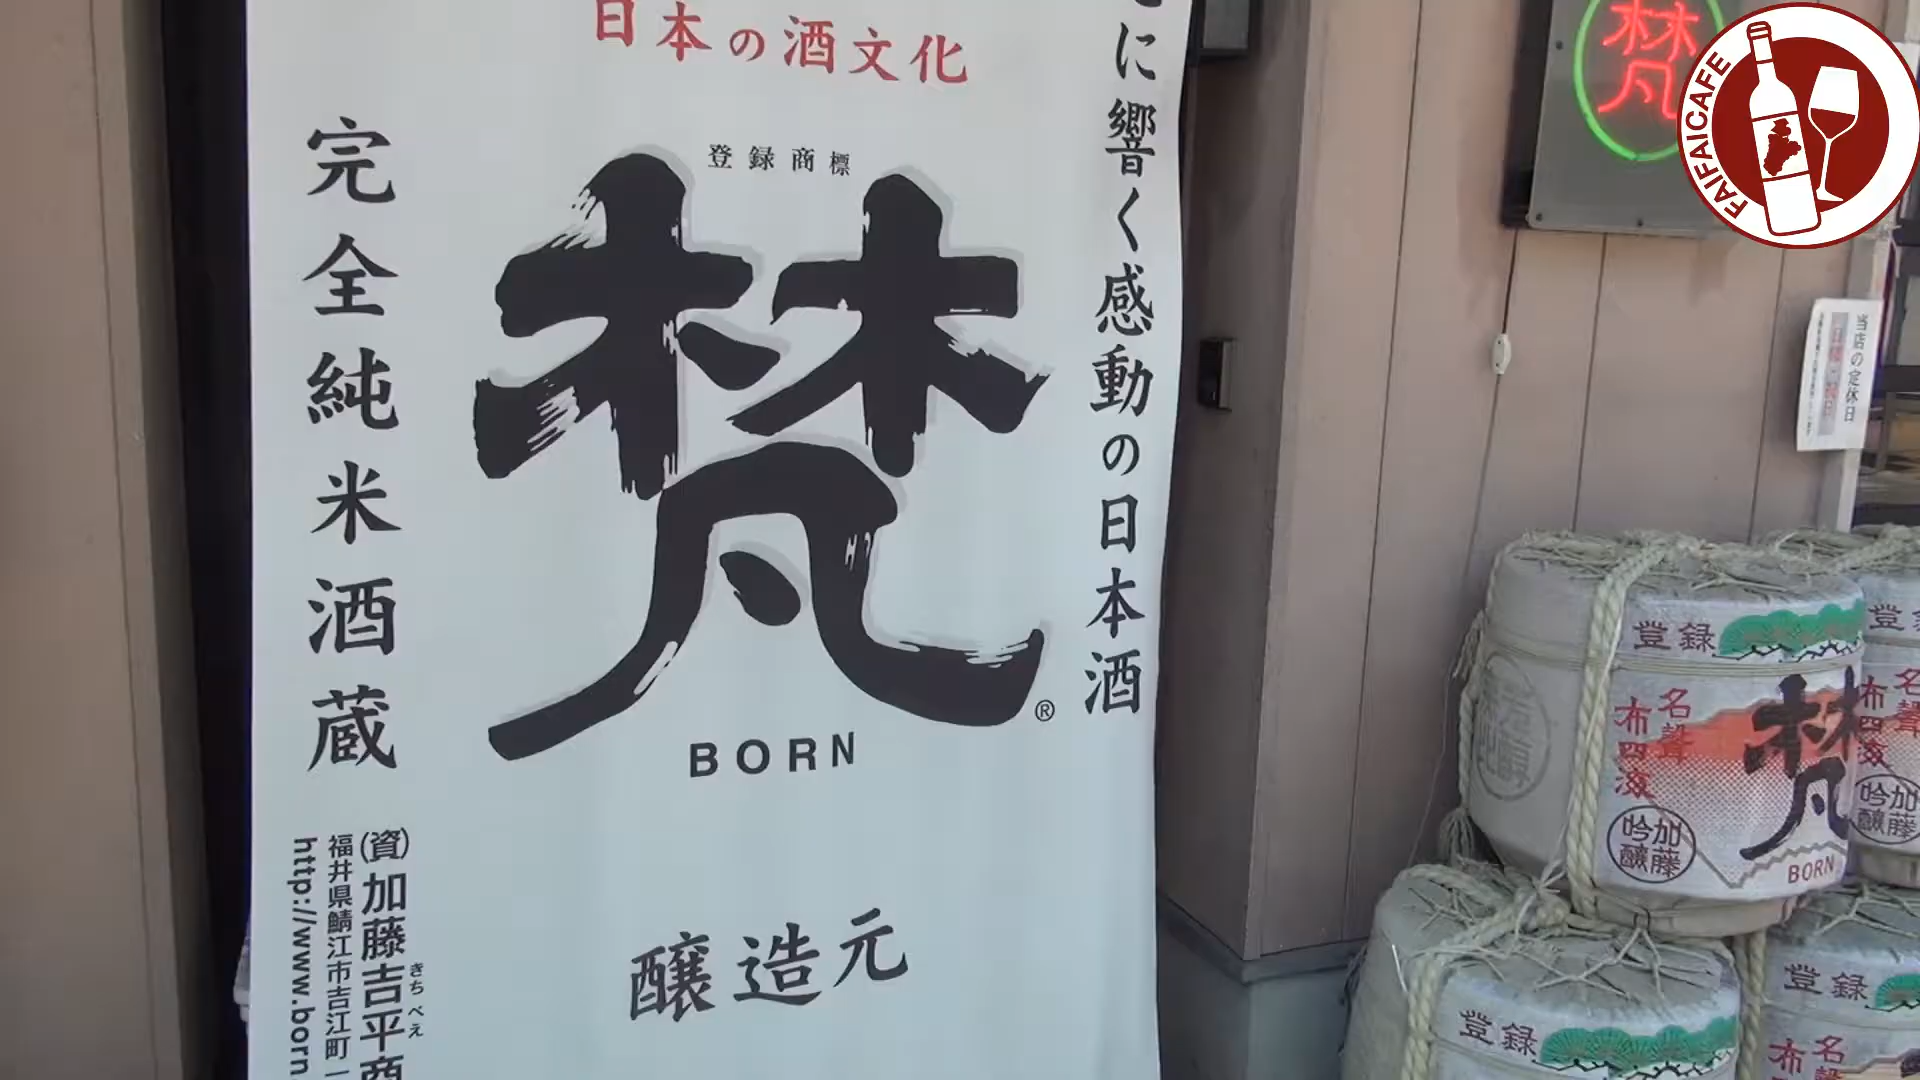 日本の酒文化
に響く感動の日本酒
登録商標
梵
BORN
®
完全純米酒蔵
醸造元
(資)加藤吉平商
きちべえ
福井県鯖江市吉江町一
http://www.born
梵
FAIFAICAFE
当店の定休日
登録
名聲
布四海
梵
BORN
加藤
吟醸
登録
名聲
布四海
加藤
吟醸
登録
登録
名
布